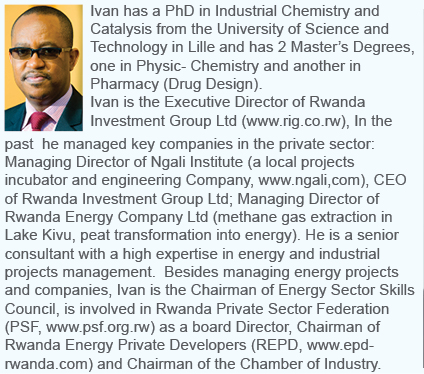 Ivan has a PhD in Industrial Chemistry and
Catalysis from the University of Science and
Technology in Lille and has 2 Master's Degrees,
one in Physic- Chemistry and another in
Pharmacy (Drug Design).
Ivan is the Executive Director of Rwanda
Investment Group Ltd (www.rig.co.rw), In the
past he managed key companies in the private sector:
Managing Director of Ngali Institute (a local projects
incubator and engineering Company, www.ngali,com), CEO
of Rwanda Investment Group Ltd; Managing Director of
Rwanda Energy Company Ltd (methane gas extraction in
Lake Kivu, peat transformation into energy). He is a senior
consultant with a high expertise in energy and industrial
projects management. Besides managing energy projects
and companies, Ivan is the Chairman of Energy Sector Skills
Council, is involved in Rwanda Private Sector Federation
(PSF, www.psf.org.rw) as a board Director, Chairman of
Rwanda Energy Private Developers (REPD, www.epd-
rwanda.com) and Chairman of the Chamber of Industry.